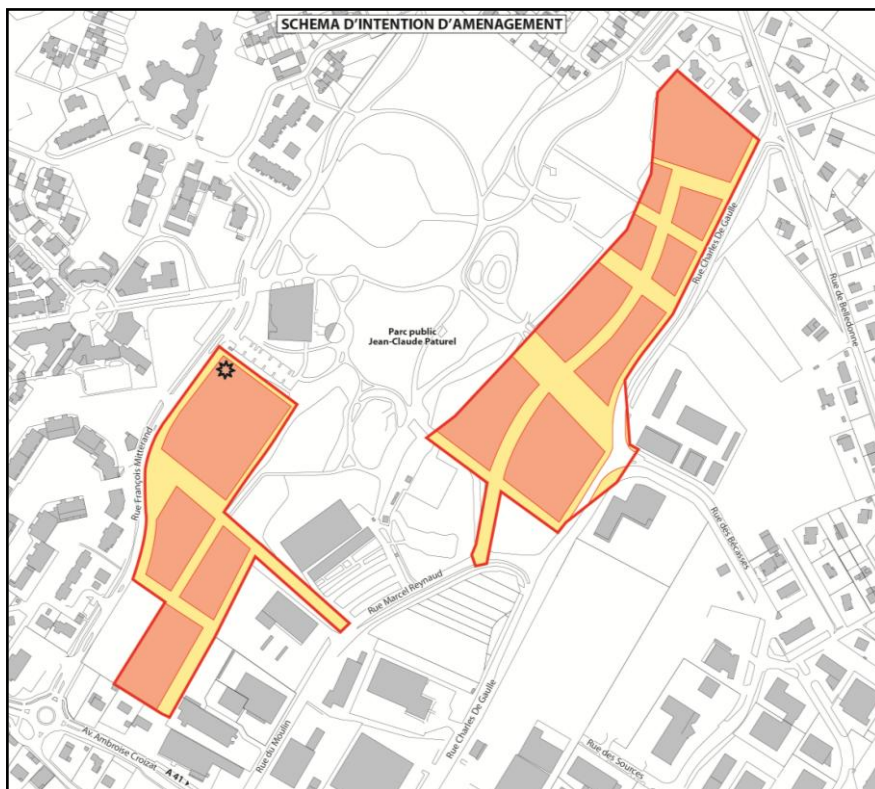 SCHEMA D'INTENTION D'AMENAGEMENT
Rue Charles De Gaulle
Rue de Belledonne
Parc public
Jean-Claude Paturel
Rue François Mitterand
Rue des Bécasses
Rue Marcel Reynaud
Rue du Moulin
Rue Charles De Gaulle
Av. Ambroise Croizat
A 41
Rue des Sources